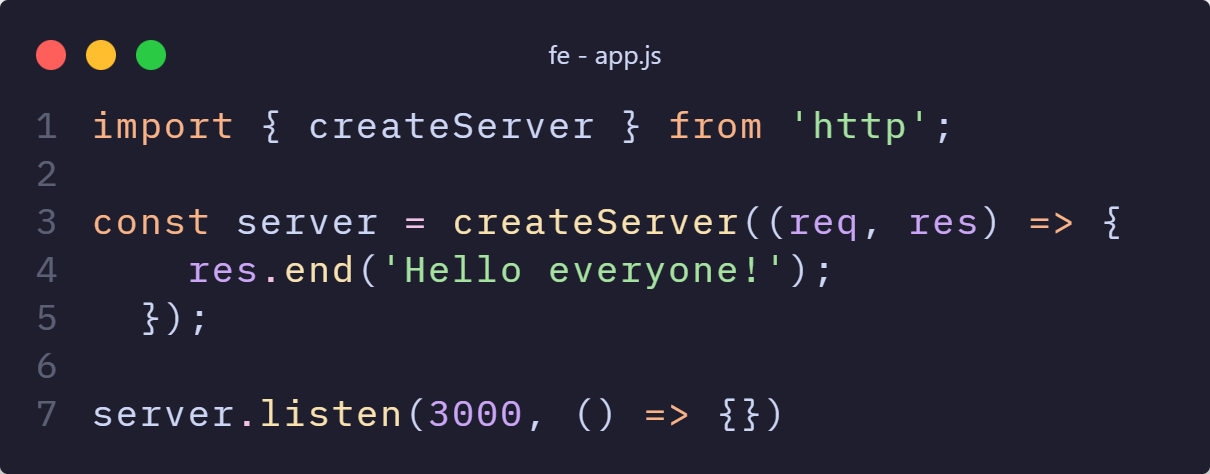 fe - app.js
1 import { createServer } from 'http';
2
3 const server = createServer((req, res) => {
4     res.end('Hello everyone!');
5   });
6
7 server.listen(3000, () => {})